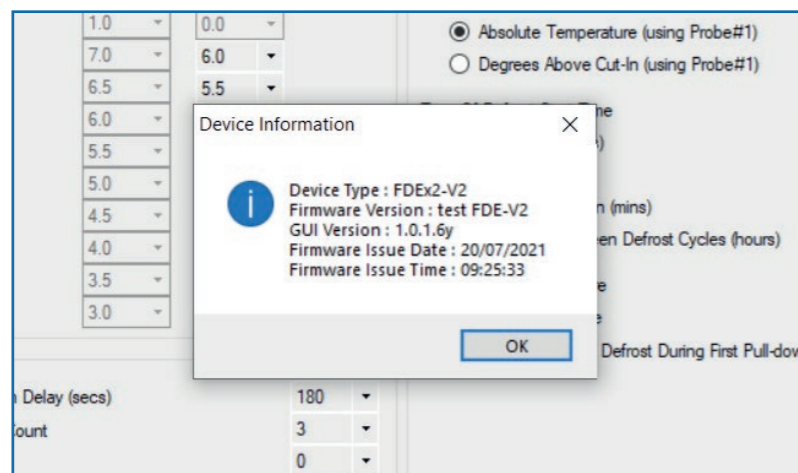 1.0 0.0
7.0 6.0
6.5 5.5
6.0
5.5
5.0
4.5
4.0
3.5
3.0
Absolute Temperature (using Probe#1)
Degrees Above Cut-In (using Probe#1)
Device Information
Device Type : FDEx2-V2
Firmware Version : test FDE-V2
GUI Version : 1.0.1.6y
Firmware Issue Date : 20/07/2021
Firmware Issue Time : 09:25:33
OK
(mins)
Defrost Cycles (hours)
Defrost During First
Delay (secs) 180
3
0